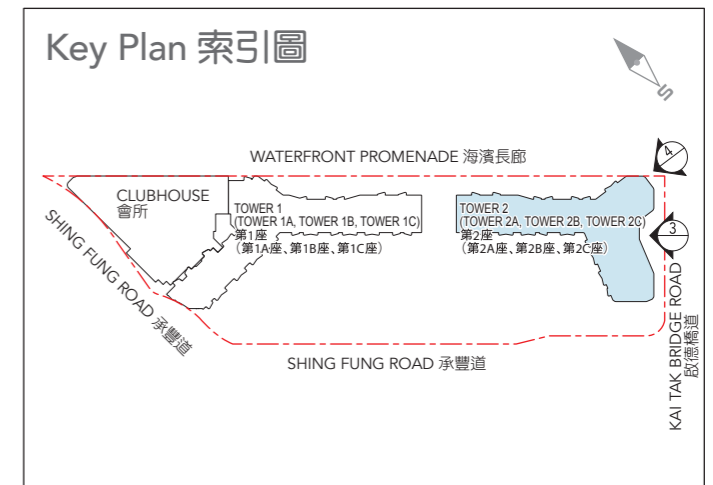 Key Plan 索引圖
S
WATERFRONT PROMENADE 海濱長廊
4
CLUBHOUSE
會所
TOWER 1
(TOWER 1A, TOWER 1B, TOWER 1C)
第1座
(第1A座、第1B座、第1C座)
TOWER 2
(TOWER 2A, TOWER 2B, TOWER 2C)
第2座
(第2A座、第2B座、第2C座)
3
SHING FUNG ROAD 承豐道
SHING FUNG ROAD 承豐道
KAI TAK BRIDGE ROAD
啟德橋道